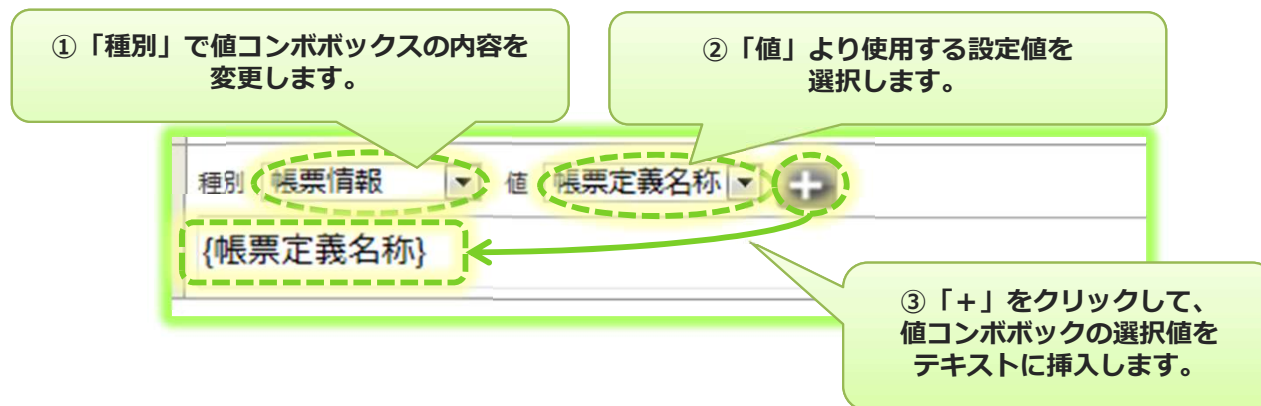 ①「種別」で値コンボボックスの内容を
変更します。
②「値」より使用する設定値を
選択します。
種別 帳票情報 値 帳票定義名称 +
{帳票定義名称}
③「+」をクリックして、
値コンボボックの選択値を
テキストに挿入します。